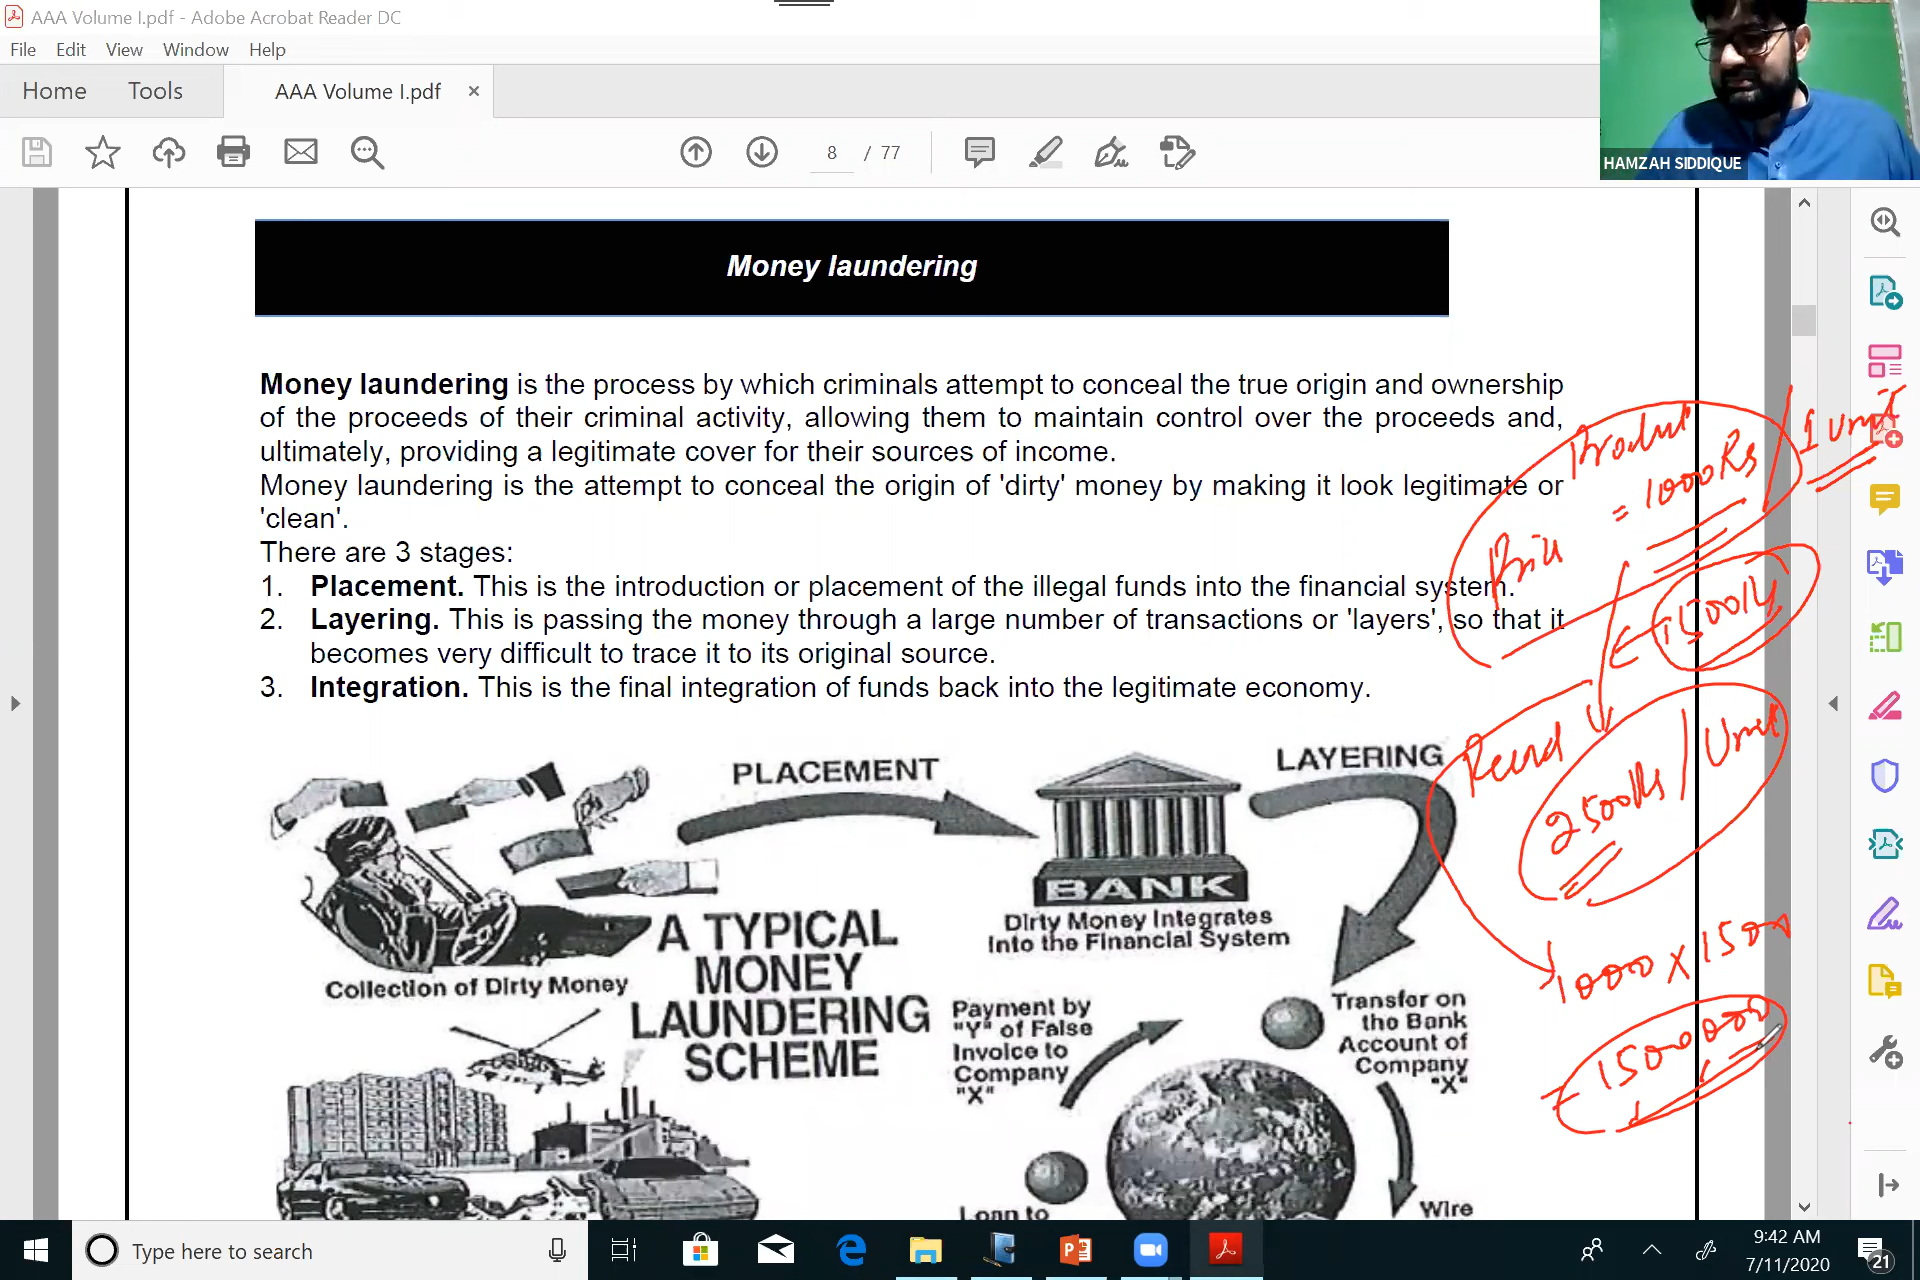 AAA Volume I.pdf - Adobe Acrobat Reader DC
File Edit View Window Help
Home Tools AAA Volume I.pdf ×
8 / 77
HAMZAH SIDDIQUE
Money laundering
Money laundering is the process by which criminals attempt to conceal the true origin and ownership
of the proceeds of their criminal activity, allowing them to maintain control over the proceeds and,
ultimately, providing a legitimate cover for their sources of income.
Money laundering is the attempt to conceal the origin of 'dirty' money by making it look legitimate or
'clean'.
There are 3 stages:
1. Placement. This is the introduction or placement of the illegal funds into the financial system.
2. Layering. This is passing the money through a large number of transactions or 'layers', so that it
becomes very difficult to trace it to its original source.
3. Integration. This is the final integration of funds back into the legitimate economy.
Product
= 1000 Rs / 1 unit
2500 Rs / Unit
1000 x 1500
= 1500000
PLACEMENT
LAYERING
BANK
Dirty Money Integrates
Into the Financial System
Collection of Dirty Money
A TYPICAL
MONEY
LAUNDERING
SCHEME
Payment by
"Y" of False
Invoice to
Company
"X"
Transfer on
the Bank
Account of
Company
"X"
Loan to
Wire
Type here to search
9:42 AM
7/11/2020
21